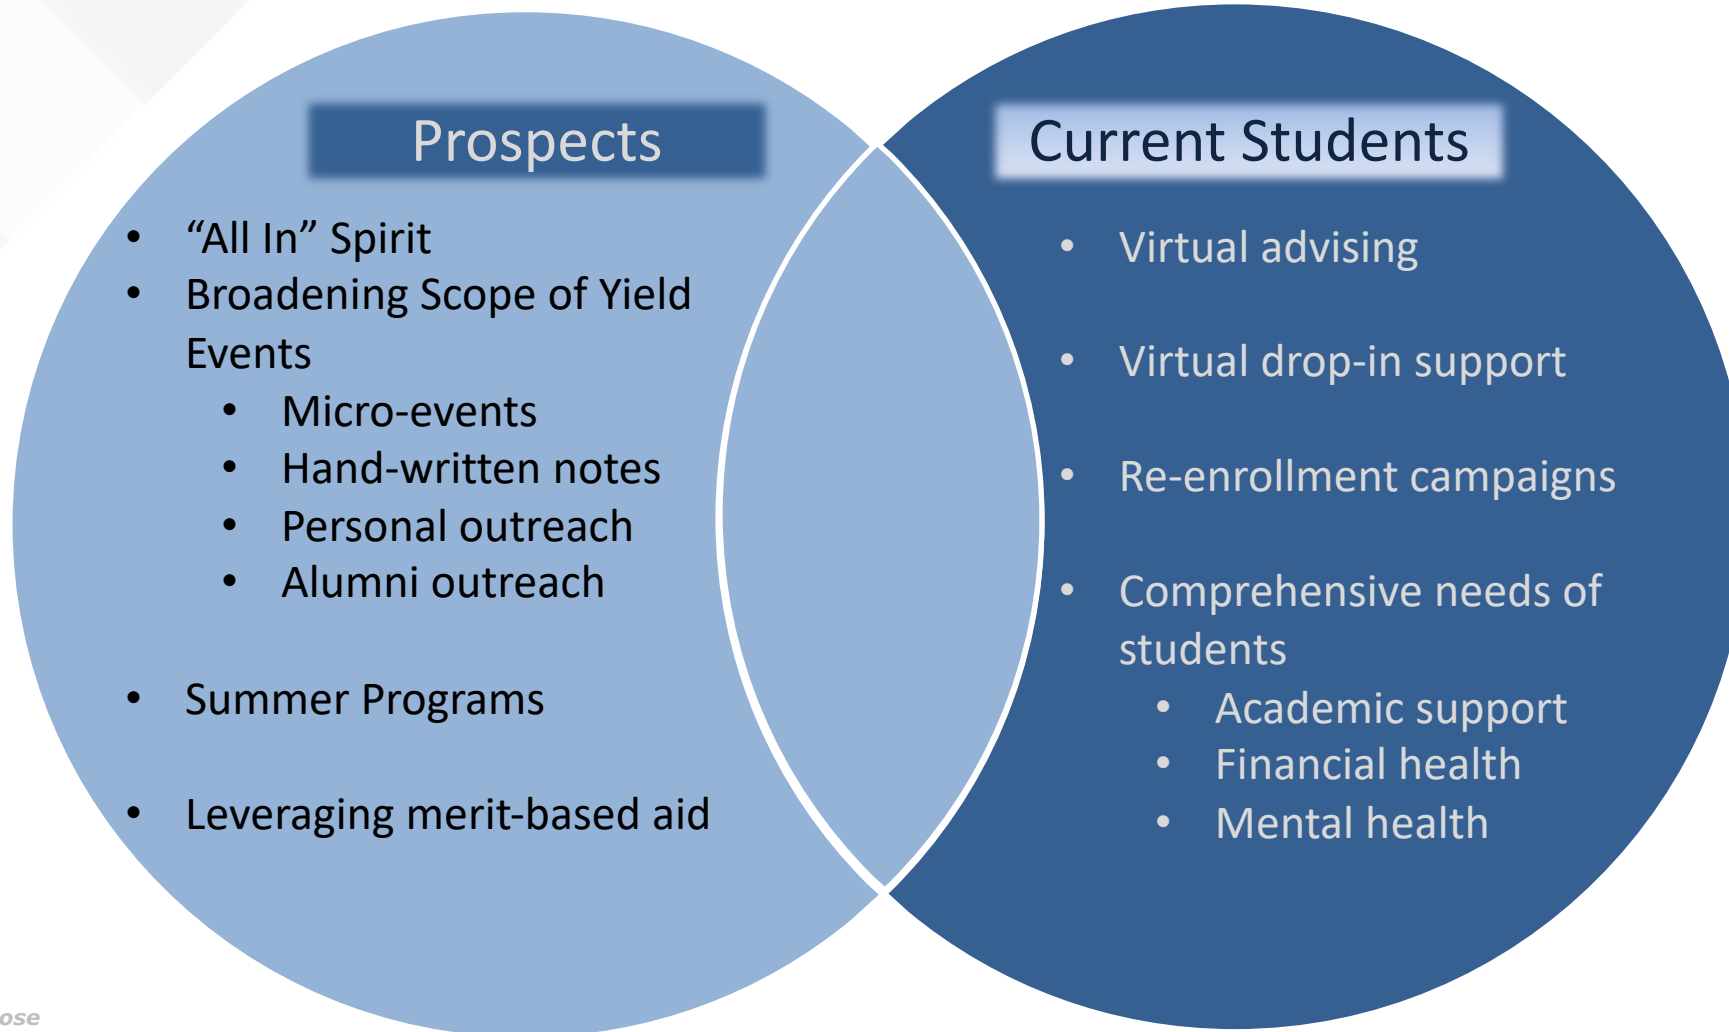 Prospects
• “All In” Spirit
• Broadening Scope of Yield
Events
• Micro-events
• Hand-written notes
• Personal outreach
• Alumni outreach
• Summer Programs
• Leveraging merit-based aid
Current Students
• Virtual advising
• Virtual drop-in support
• Re-enrollment campaigns
• Comprehensive needs of
students
• Academic support
• Financial health
• Mental health
ose